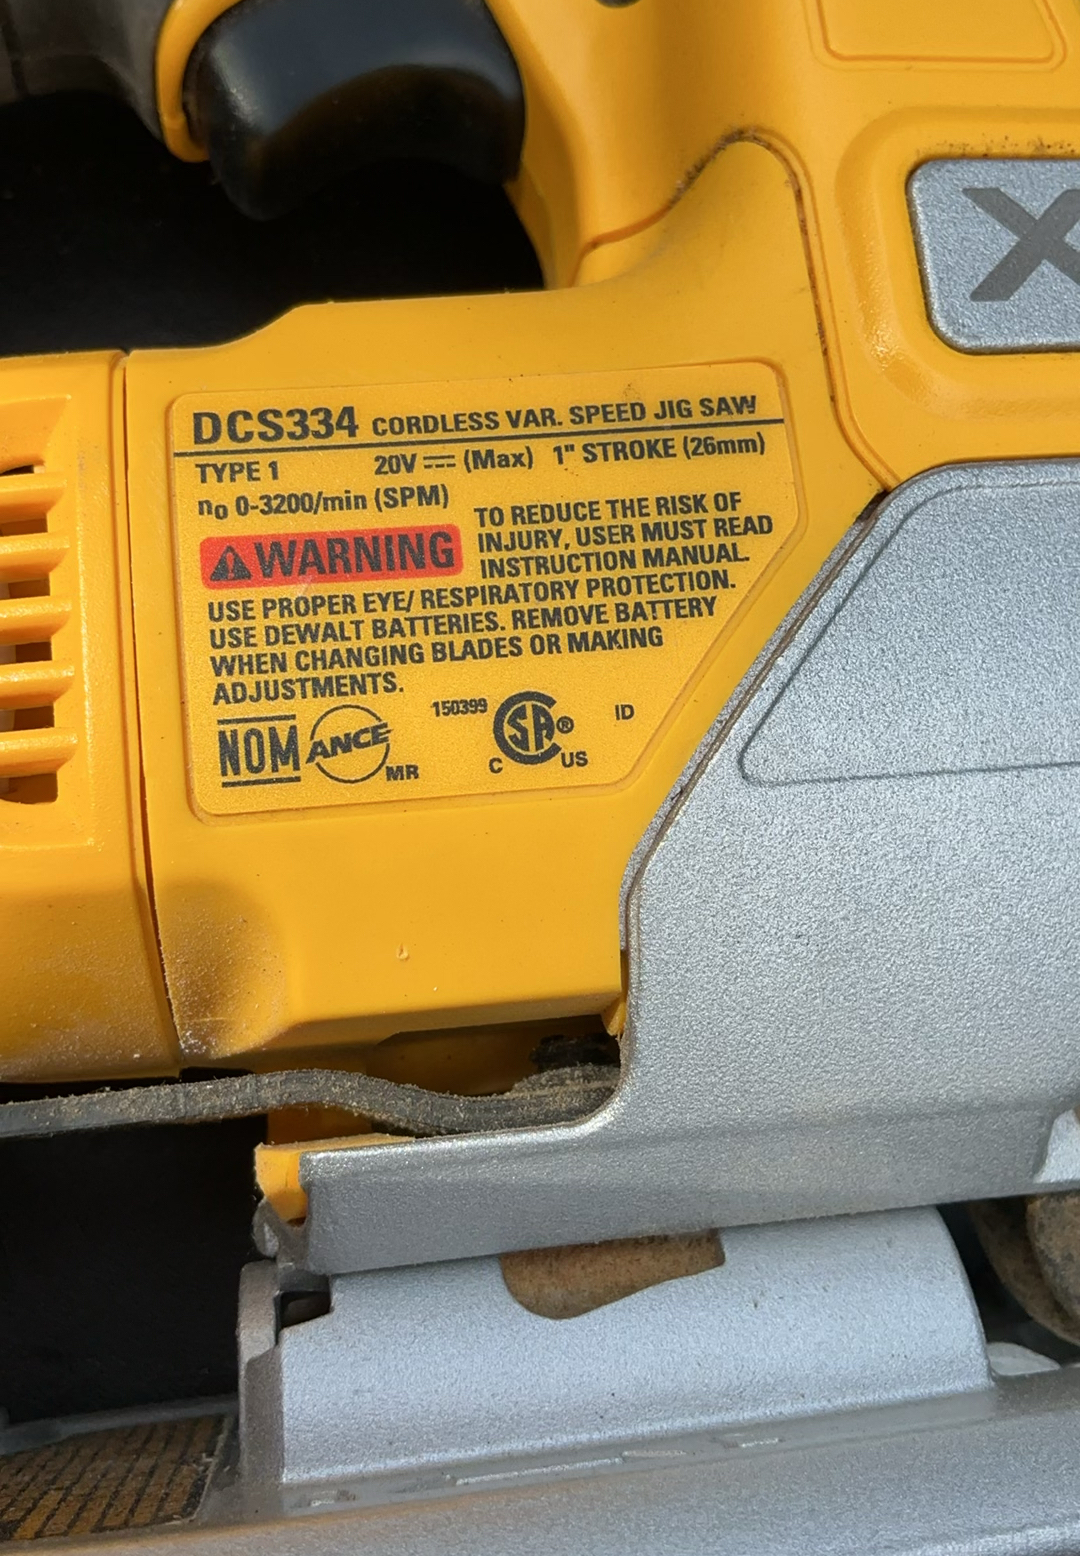 X
DCS334 CORDLESS VAR. SPEED JIG SAW
TYPE 1 20V ⎓ (Max) 1" STROKE (26mm)
n₀ 0-3200/min (SPM)
WARNING
TO REDUCE THE RISK OF
INJURY, USER MUST READ
INSTRUCTION MANUAL.
USE PROPER EYE/ RESPIRATORY PROTECTION.
USE DEWALT BATTERIES. REMOVE BATTERY
WHEN CHANGING BLADES OR MAKING
ADJUSTMENTS.
NOM ANCE MR 150399 C SA® US ID